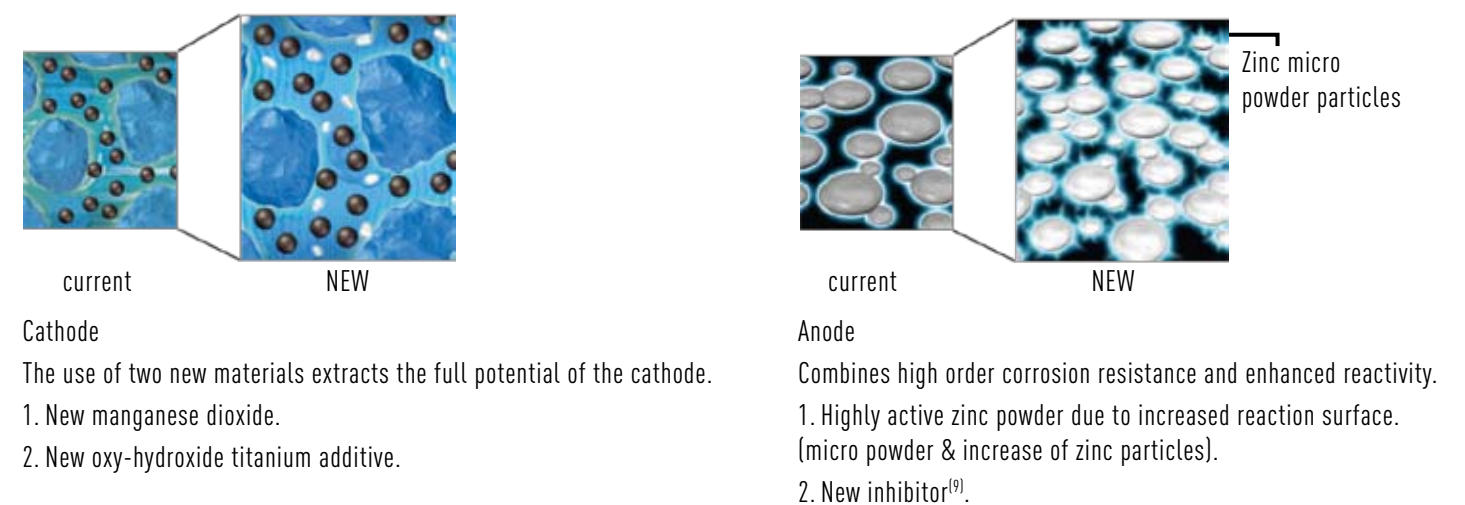 current
NEW
Cathode
The use of two new materials extracts the full potential of the cathode.
1. New manganese dioxide.
2. New oxy-hydroxide titanium additive.
Zinc micro
powder particles
current
NEW
Anode
Combines high order corrosion resistance and enhanced reactivity.
1. Highly active zinc powder due to increased reaction surface.
(micro powder & increase of zinc particles).
2. New inhibitor(9).